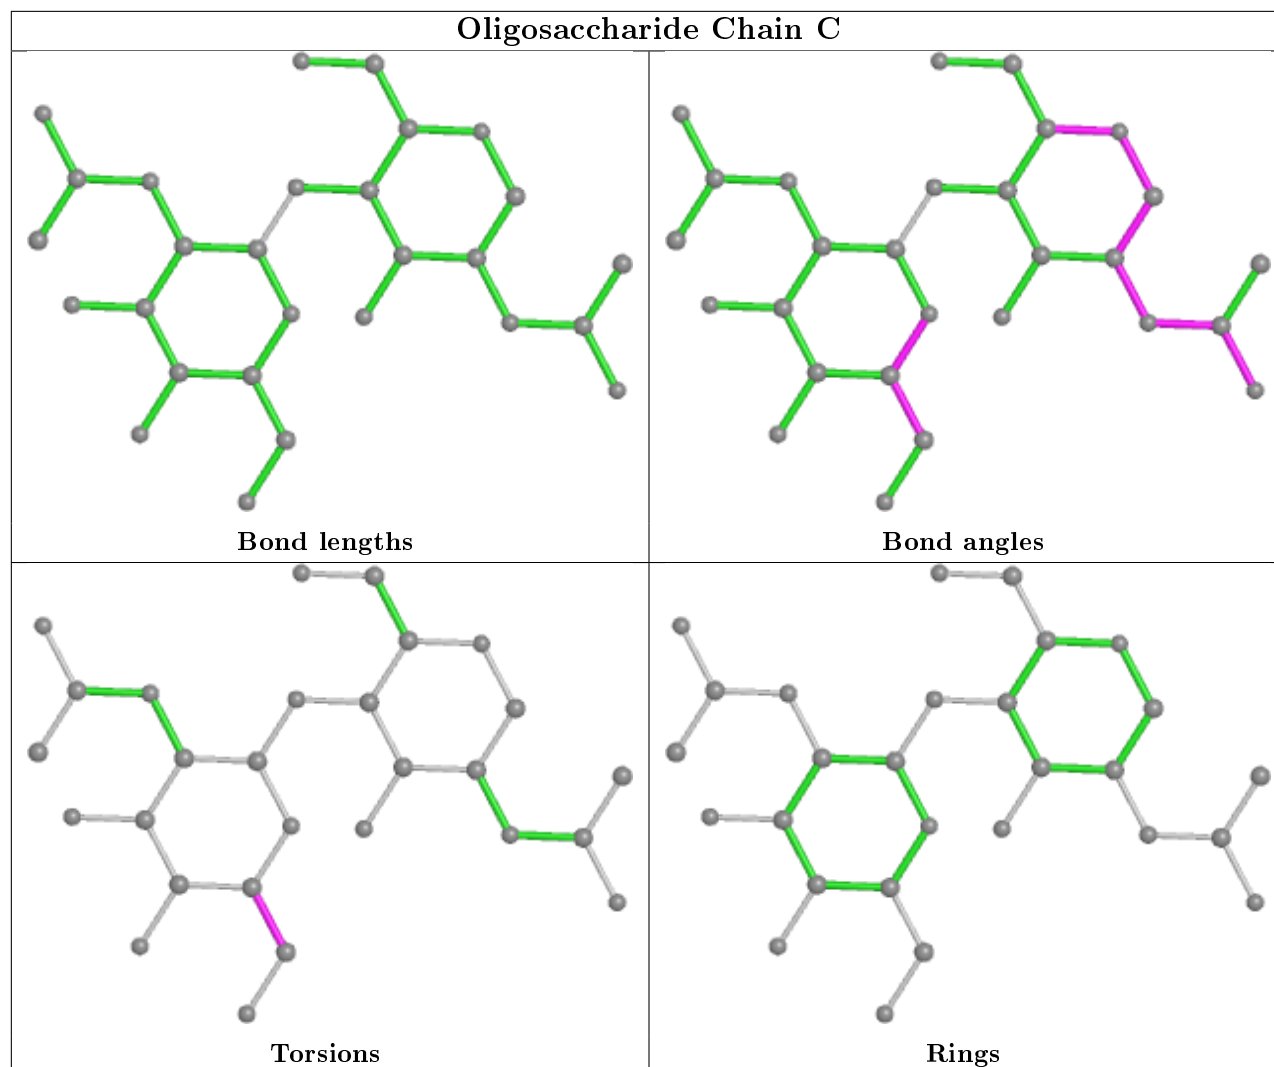 Oligosaccharide Chain C
Bond lengths
Bond angles
Torsions
Rings